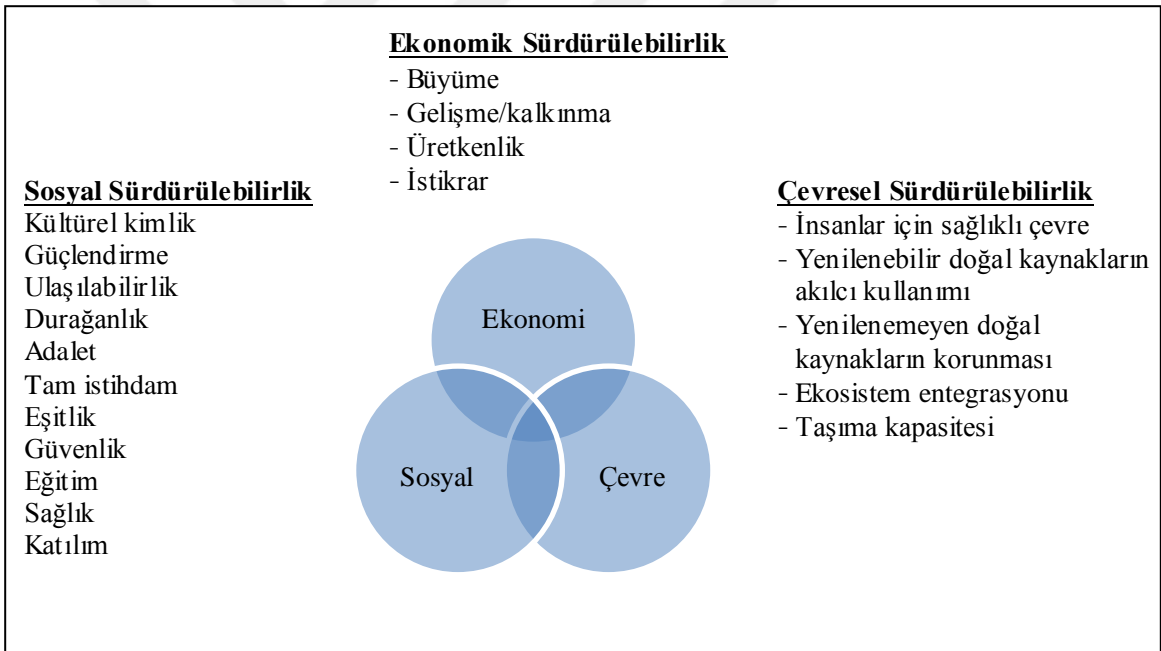 Ekonomik Sürdürülebilirlik
- Büyüme
- Gelişme/kalkınma
- Üretkenlik
- İstikrar
Sosyal Sürdürülebilirlik
Kültürel kimlik
Güçlendirme
Ulaşılabilirlik
Durağanlık
Adalet
Tam istihdam
Eşitlik
Güvenlik
Eğitim
Sağlık
Katılım
Çevresel Sürdürülebilirlik
- İnsanlar için sağlıklı çevre
- Yenilenebilir doğal kaynakların
akılcı kullanımı
- Yenilenemeyen doğal
kaynakların korunması
- Ekosistem entegrasyonu
- Taşıma kapasitesi
Ekonomi
Sosyal
Çevre